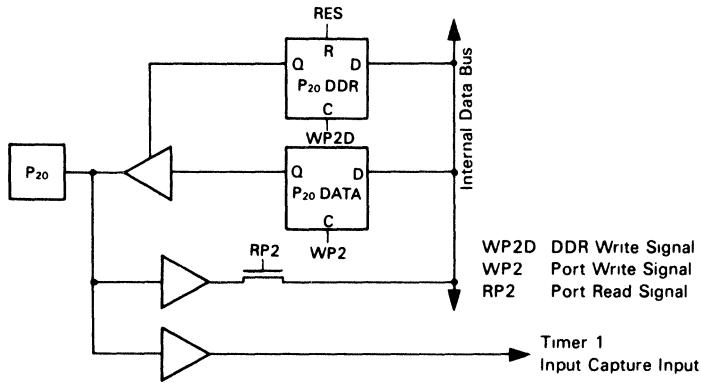 RES
R
Q D
P20 DDR
C
WP2D
P20
Q D
P20 DATA
C
WP2
RP2
Internal Data Bus
WP2D DDR Write Signal
WP2 Port Write Signal
RP2 Port Read Signal
Timer 1
Input Capture Input